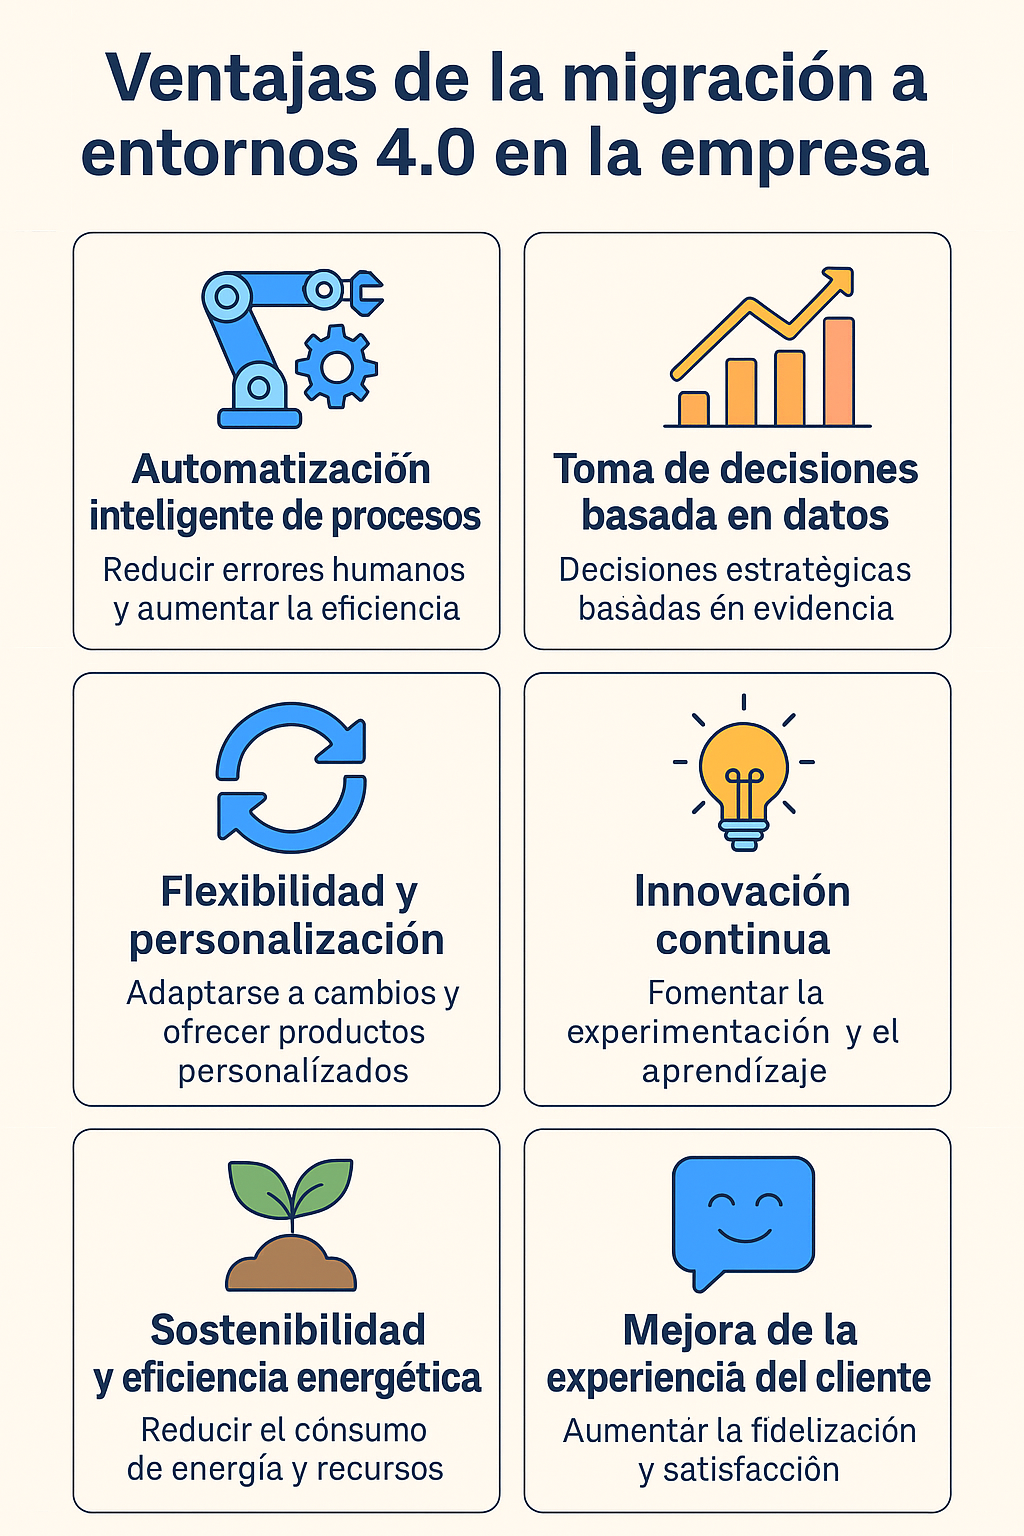 Ventajas de la migración a
entornos 4.0 en la empresa
Automatización
inteligente de procesos
Reducir errores humanos
y aumentar la eficiencia
Toma de decisiones
basada en datos
Decisiones estratègicas
basàdas én evidencia
Flexibilidad y
personalización
Adaptarse a cambios y
ofrecer productos
personalízados
Innovación
continua
Fomentar la
experimentación y el
aprendízaje
Sostenibilidad
y eficiencia energética
Reducir el cónsumo
de energía y recursos
Mejora de la
experienciá del cliente
Aumentár la fidelización
y satisfacciôn